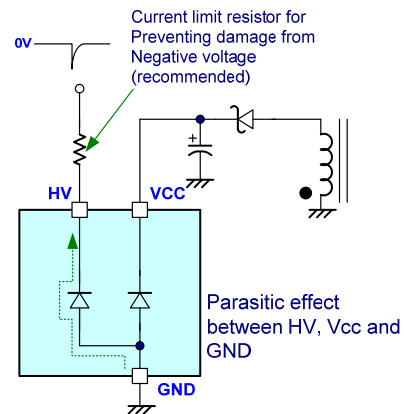 Current limit resistor for
Preventing damage from
Negative voltage
(recommended)
0V
+
HV
VCC
Parasitic effect
between HV, Vcc and
GND
GND